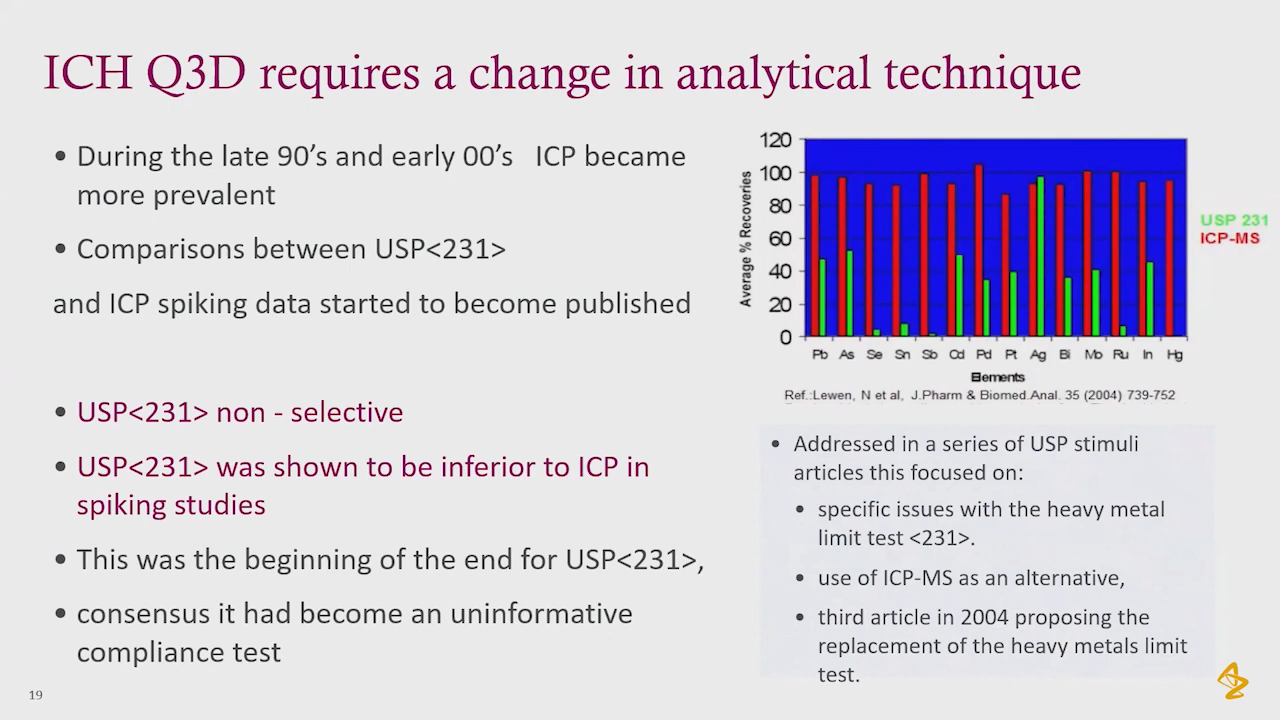 ICH Q3D requires a change in analytical technique
• During the late 90’s and early 00’s ICP became
more prevalent
• Comparisons between USP<231>
and ICP spiking data started to become published
• USP<231> non - selective
• USP<231> was shown to be inferior to ICP in
spiking studies
• This was the beginning of the end for USP<231>,
• consensus it had become an uninformative
compliance test
19
Average % Recoveries
120
100
80
60
40
20
0
Pb As Se Sn Sb Cd Pd Pt Ag Bi Mo Ru In Hg
Elements
USP 231
ICP-MS
Ref.:Lewen, N et al, J.Pharm & Biomed.Anal. 35 (2004) 739-752
• Addressed in a series of USP stimuli
articles this focused on:
• specific issues with the heavy metal
limit test <231>.
• use of ICP-MS as an alternative,
• third article in 2004 proposing the
replacement of the heavy metals limit
test.